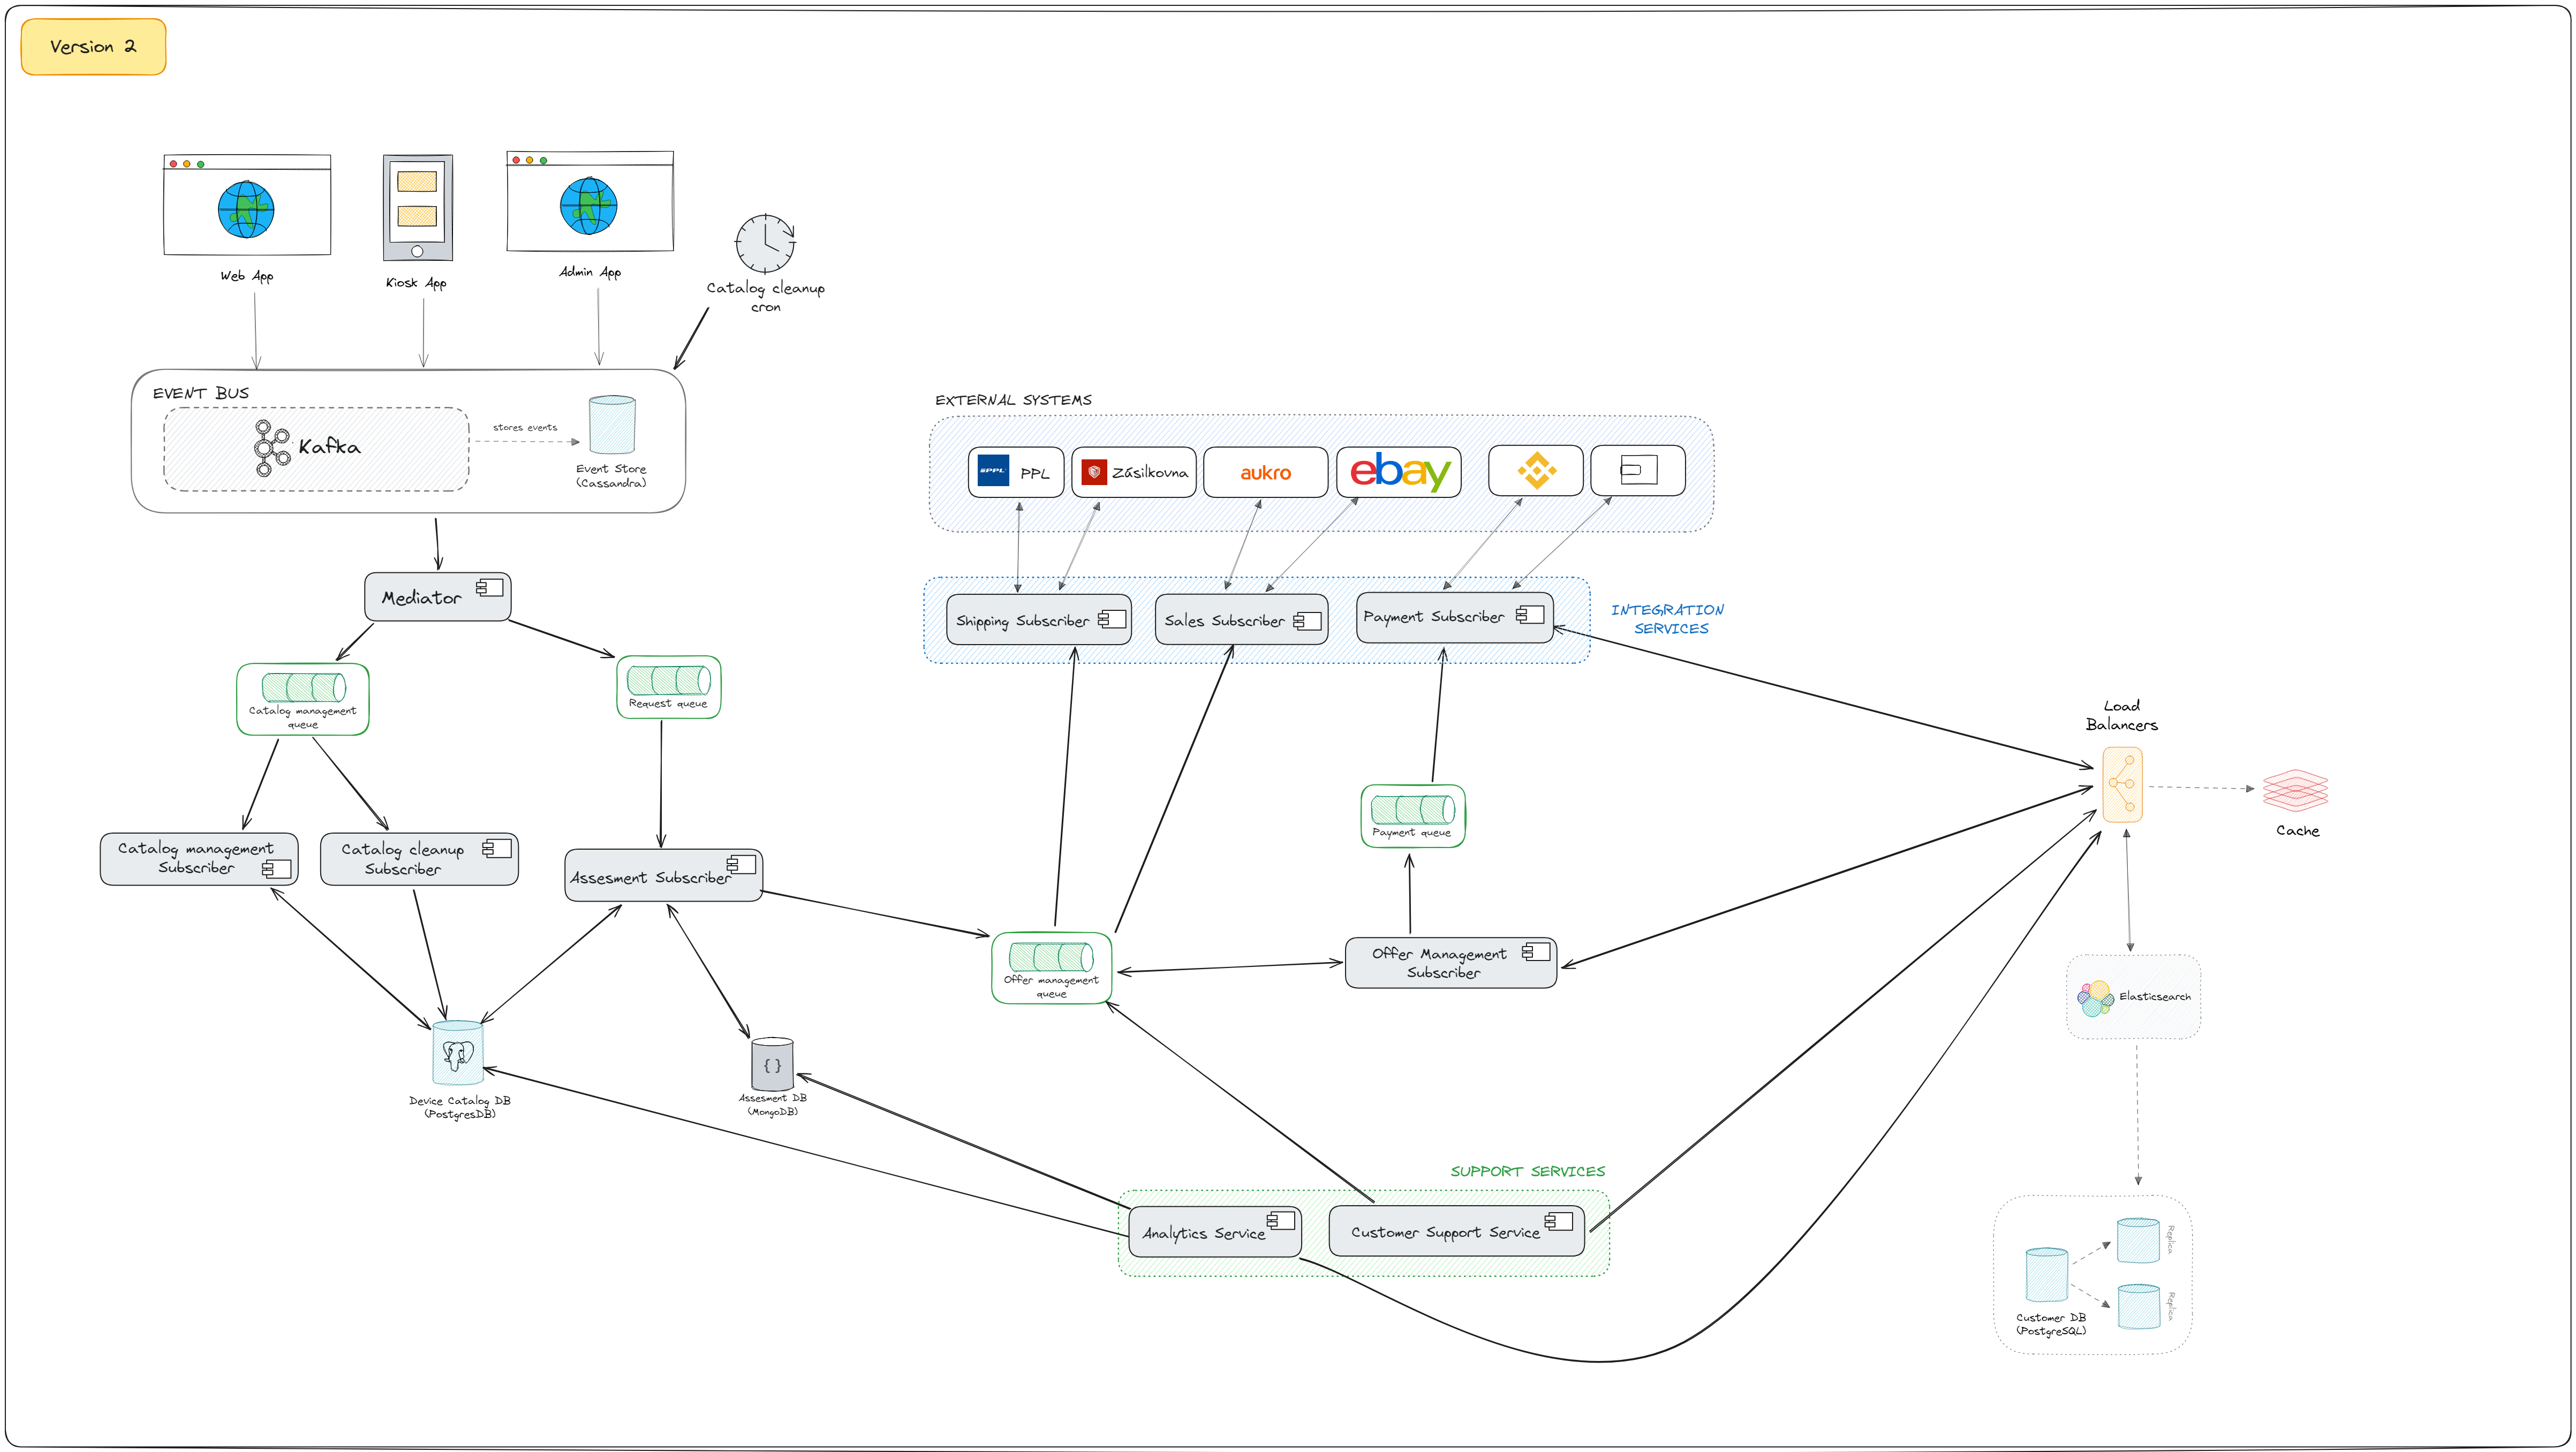 Version 2
Web App
Kiosk App
Admin App
Catalog cleanup
cron
EVENT BUS
Kafka
stores events
Event Store
(Cassandra)
EXTERNAL SYSTEMS
PPL
PPL
Zásilkovna
aukro
ebay
Mediator
Shipping Subscriber
Sales Subscriber
Payment Subscriber
INTEGRATION
SERVICES
Catalog management
queue
Request queue
Load
Balancers
Payment queue
Cache
Catalog management
Subscriber
Catalog cleanup
Subscriber
Assesment Subscriber
Offer management
queue
Offer Management
Subscriber
Elasticsearch
Device Catalog DB
(PostgresDB)
{ }
Assesment DB
(MongoDB)
SUPPORT SERVICES
Analytics Service
Customer Support Service
Replica
Replica
Customer DB
(PostgreSQL)